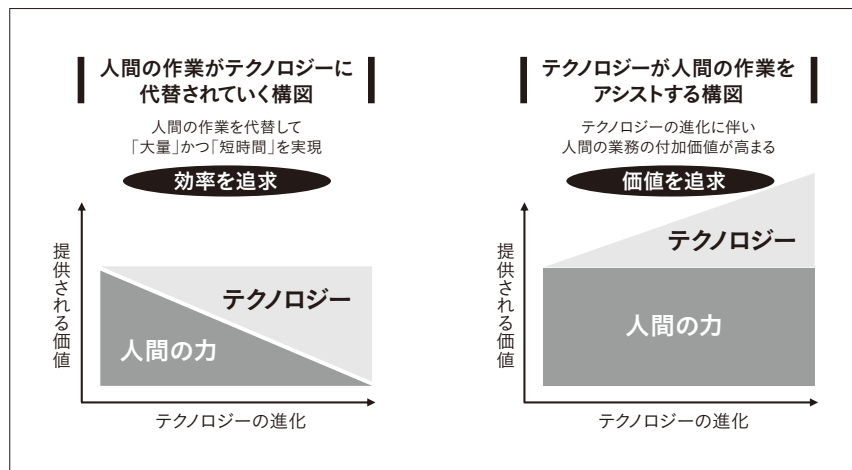 人間の作業がテクノロジーに
代替されていく構図
人間の作業を代替して
「大量」かつ「短時間」を実現
効率を追求
提供される価値
テクノロジー
人間の力
テクノロジーの進化
テクノロジーが人間の作業を
アシストする構図
テクノロジーの進化に伴い
人間の業務の付加価値が高まる
価値を追求
提供される価値
テクノロジー
人間の力
テクノロジーの進化